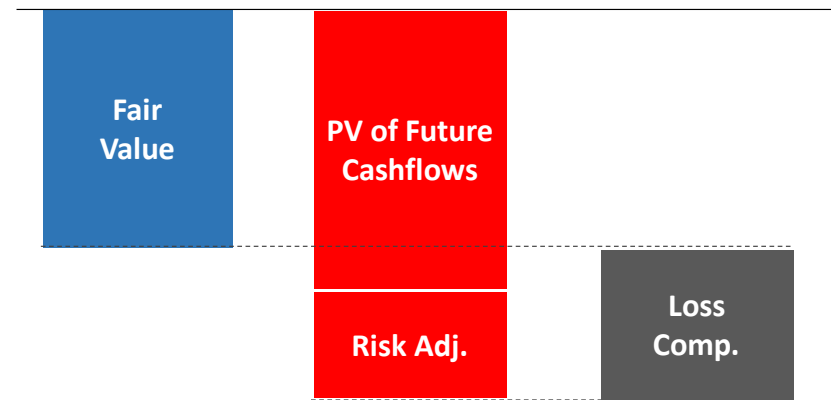 Fair
Value
PV of Future
Cashflows
Risk Adj.
Loss
Comp.